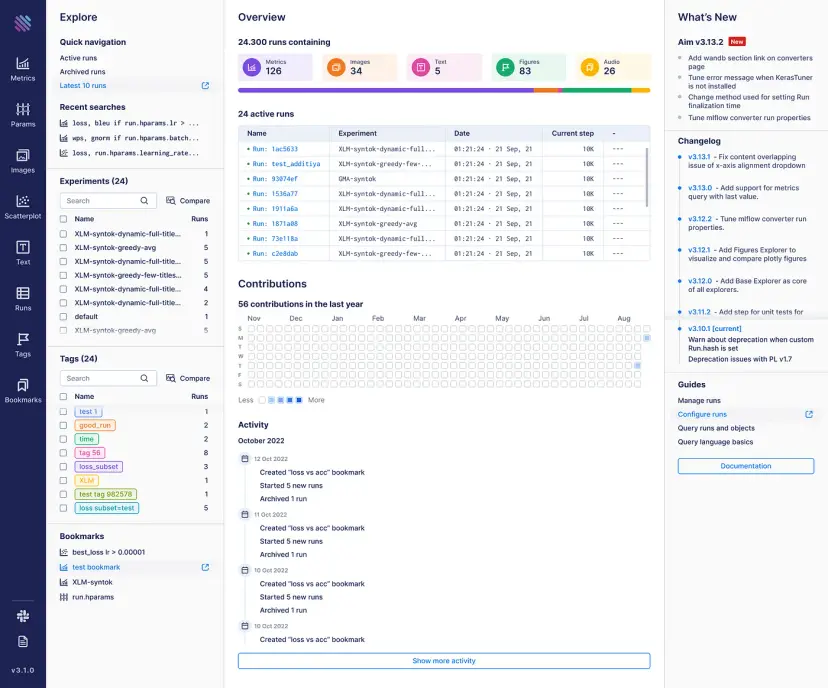 Metrics
Params
Images
Scatterplot
Text
Runs
Tags
Bookmarks
v3.1.0
Explore
Quick navigation
Active runs
Archived runs
Latest 10 runs
Recent searches
loss, bleu if run.hparams.lr > ...
wps, gnorm if run.hparams.batch...
loss, run.hparams.learning_rate...
Experiments (24)
Search
Compare
Name Runs
XLM-syntok-dynamic-full-title... 1
XLM-syntok-greedy-avg 5
XLM-syntok-dynamic-full-title... 5
XLM-syntok-greedy-few-titles... 5
XLM-syntok-dynamic-full-title... 4
XLM-syntok-dynamic-full-title... 2
default 1
XLM-syntok-greedy-avg 5
Tags (24)
Search
Compare
Name Runs
test 1 1
good_run 2
time 2
tag 56 8
loss_subset 3
XLM 1
test tag 982578 1
loss subset=test 5
Bookmarks
best_loss lr > 0.00001
test bookmark
XLM-syntok
run.hparams
Overview
24.300 runs containing
Metrics
126
Images
34
Text
5
Figures
83
Audio
26
24 active runs
Name Experiment Date Current step -
Run: 1ac5633 XLM-syntok-dynamic-full... 01:21:24 · 21 Sep, 21 10K ---
Run: test_additiya XLM-syntok-greedy-few-... 01:21:24 · 21 Sep, 21 10K ---
Run: 93074ef GMA-syntok 01:21:24 · 21 Sep, 21 10K ---
Run: 1536a77 XLM-syntok-dynamic-full... 01:21:24 · 21 Sep, 21 10K ---
Run: 1911a6a XLM-syntok-dynamic-full... 01:21:24 · 21 Sep, 21 10K ---
Run: 1871a08 XLM-syntok-greedy-avg 01:21:24 · 21 Sep, 21 10K ---
Run: 73e118a XLM-syntok-dynamic-full... 01:21:24 · 21 Sep, 21 10K ---
Run: c2e8dab XLM-syntok-greedy-few-... 01:21:24 · 21 Sep, 21 10K ---
Contributions
56 contributions in the last year
Nov Dec Jan Feb Mar Apr May Jun Jul Aug
S
M
T
W
T
F
S
Less More
Activity
October 2022
12 Oct 2022
Created "loss vs acc" bookmark
Started 5 new runs
Archived 1 run
11 Oct 2022
Created "loss vs acc" bookmark
Started 5 new runs
Archived 1 run
10 Oct 2022
Created "loss vs acc" bookmark
Started 5 new runs
Archived 1 run
10 Oct 2022
Created "loss vs acc" bookmark
Show more activity
What's New
Aim v3.13.2 New
Add wandb section link on converters
page
Tune error message when KerasTuner
is not installed
Change method used for setting Run
finalization time
Tune mlflow converter run properties
Changelog
v3.13.1 - Fix content overlapping
issue of x-axis alignment dropdown
v3.13.0 - Add support for metrics
query with last value.
v3.12.2 - Tune mlflow converter run
properties.
v3.12.1 - Add Figures Explorer to
visualize and compare plotly figures
v3.12.0 - Add Base Explorer as core
of all explorers.
v3.11.2 - Add step for unit tests for
v3.10.1 [current]
Warn about deprecation when custom
Run.hash is set
Deprecation issues with PL v1.7
Guides
Manage runs
Configure runs
Query runs and objects
Query language basics
Documentation